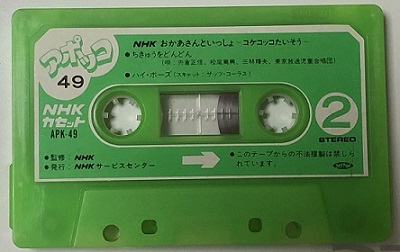 アポッコ
49
NHK
カセット
APK-49
NHK おかあさんといっしょ～コケコッコたいそう～
●ちきゅうをどんどん
(唄:宍倉正信、松尾篤興、三林輝夫、東京放送児童合唱団)
●ハイ・ポーズ(スキャット:ザッツ・コーラス)
2
STEREO
●監修:NHK
●発行:NHKサービスセンター
●このテープからの不法複製は禁じら
れています。